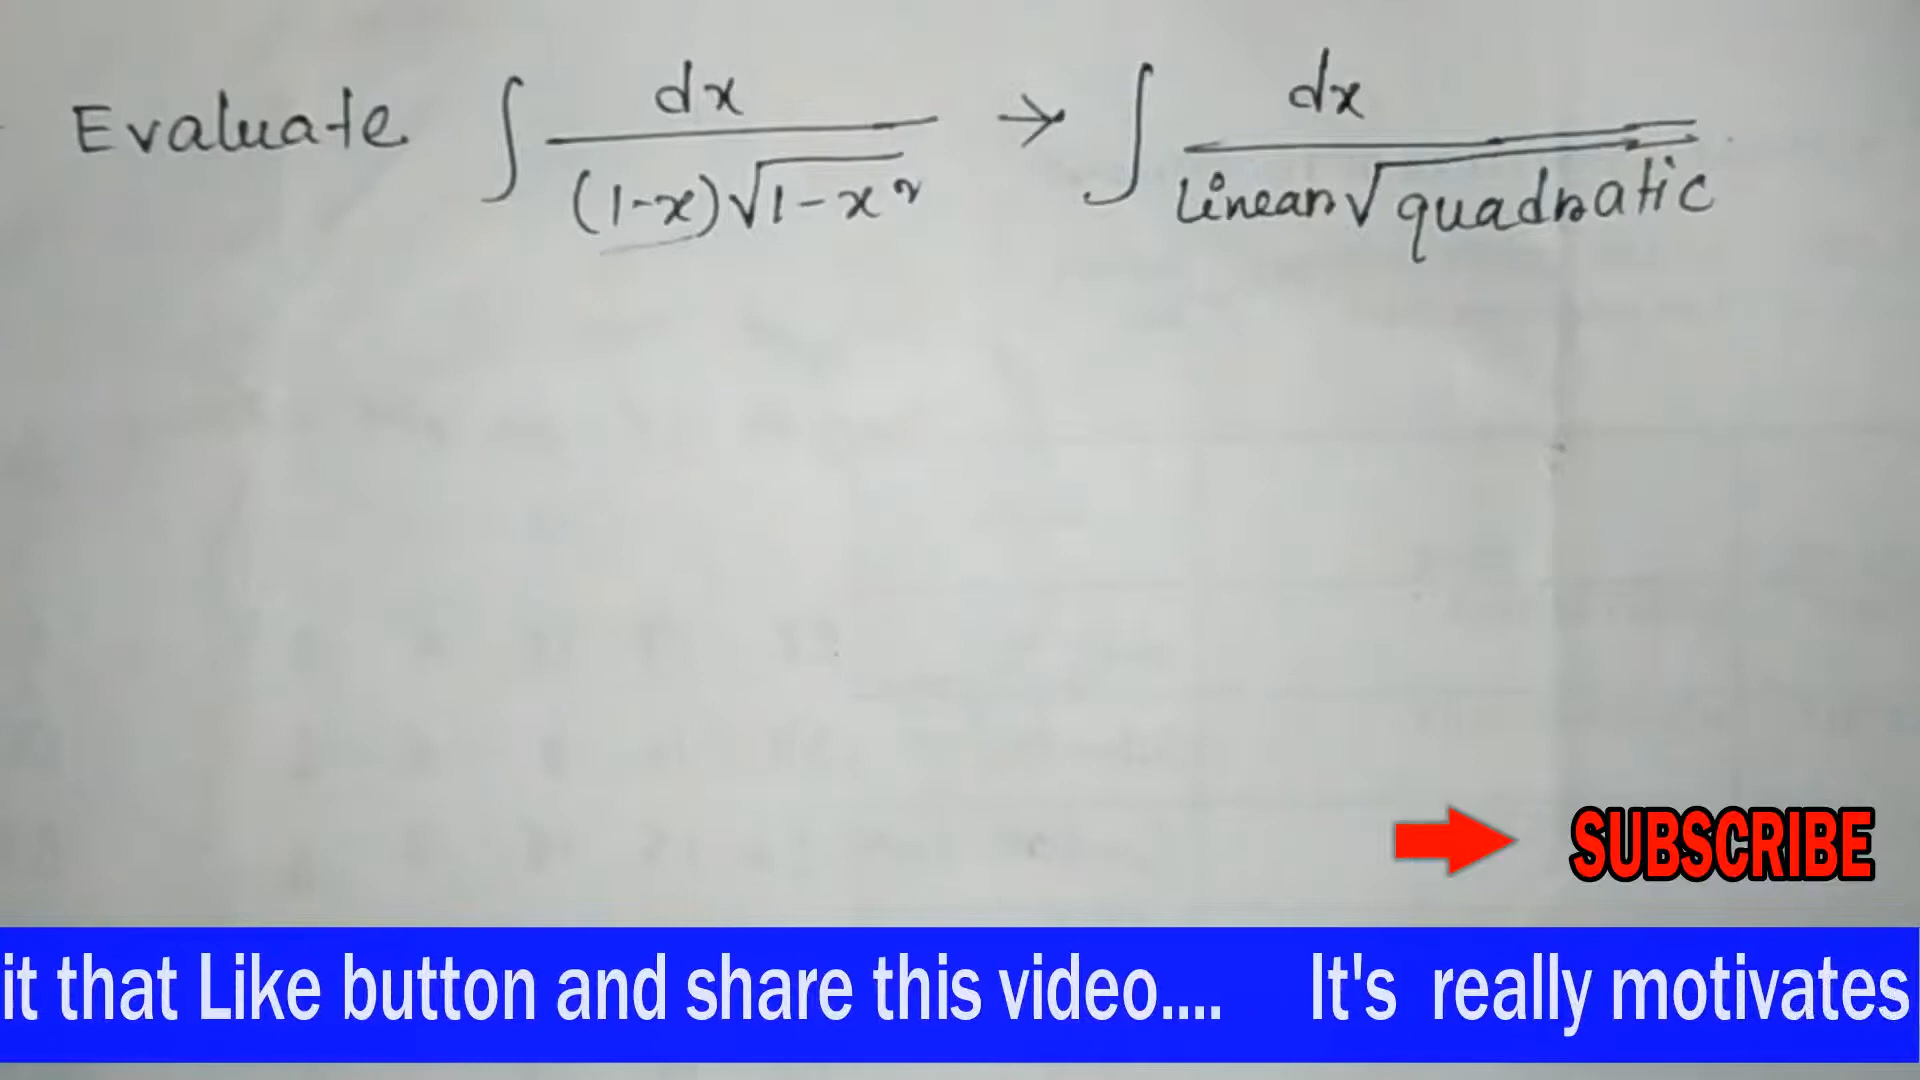 Evaluate ∫ dx / (1-x)√1-x² → ∫ dx / Linear√quadratic
SUBSCRIBE
it that Like button and share this video.... It's really motivates